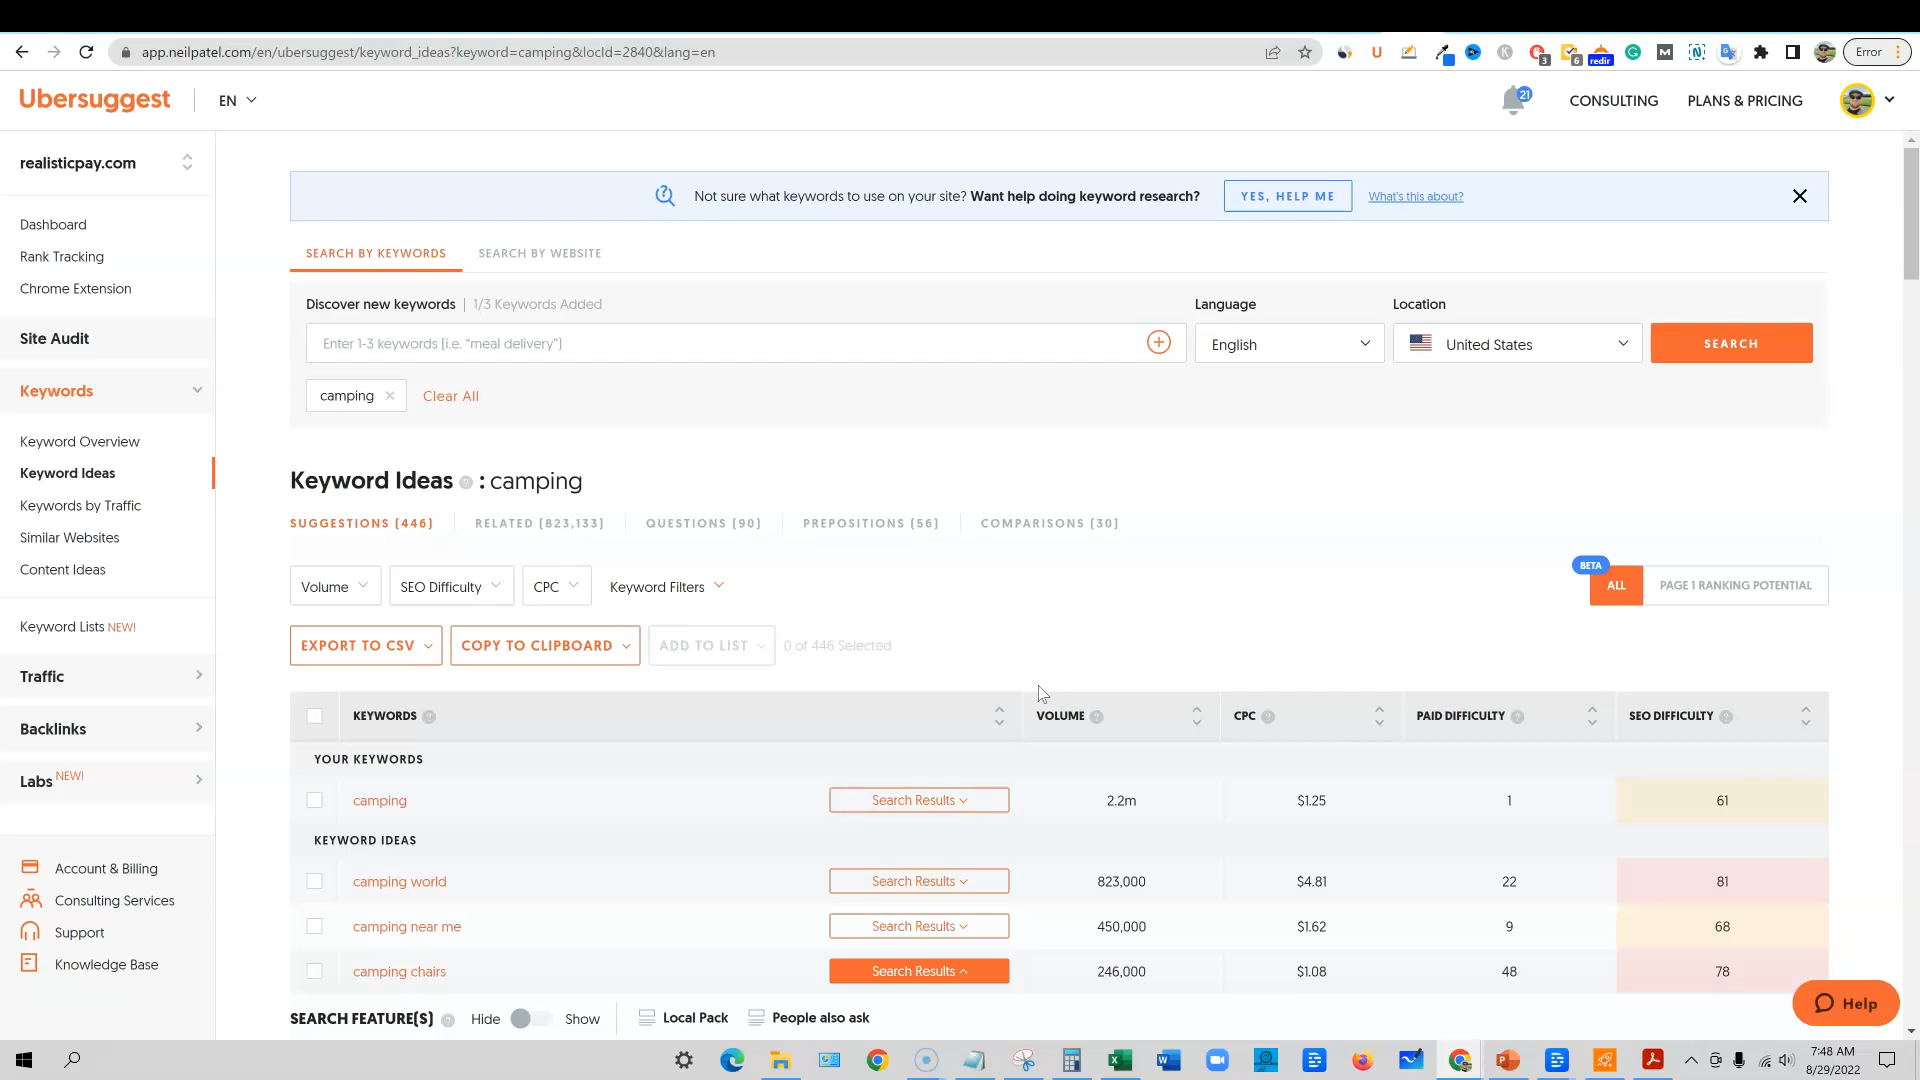 app.neilpatel.com/en/ubersuggest/keyword_ideas?keyword=camping&locId=2840&lang=en
3
6
redir
Error
Ubersuggest
EN
21
CONSULTING
PLANS & PRICING
realisticpay.com
Dashboard
Rank Tracking
Chrome Extension
Site Audit
Keywords
Keyword Overview
Keyword Ideas
Keywords by Traffic
Similar Websites
Content Ideas
Keyword Lists NEW!
Traffic
Backlinks
Labs NEW!
Account & Billing
Consulting Services
Support
Knowledge Base
Not sure what keywords to use on your site? Want help doing keyword research? YES, HELP ME What's this about?
SEARCH BY KEYWORDS SEARCH BY WEBSITE
Discover new keywords | 1/3 Keywords Added Language Location
Enter 1-3 keywords (i.e. "meal delivery") English United States SEARCH
camping Clear All
Keyword Ideas : camping
SUGGESTIONS (446) RELATED (823,133) QUESTIONS (90) PREPOSITIONS (56) COMPARISONS (30)
Volume SEO Difficulty CPC Keyword Filters BETA ALL PAGE 1 RANKING POTENTIAL
EXPORT TO CSV COPY TO CLIPBOARD ADD TO LIST 0 of 446 Selected
KEYWORDS VOLUME CPC PAID DIFFICULTY SEO DIFFICULTY
YOUR KEYWORDS
camping Search Results 2.2m $1.25 1 61
KEYWORD IDEAS
camping world Search Results 823,000 $4.81 22 81
camping near me Search Results 450,000 $1.62 9 68
camping chairs Search Results 246,000 $1.08 48 78
SEARCH FEATURE(S) Hide Show Local Pack People also ask
Help
7:48 AM
8/29/2022